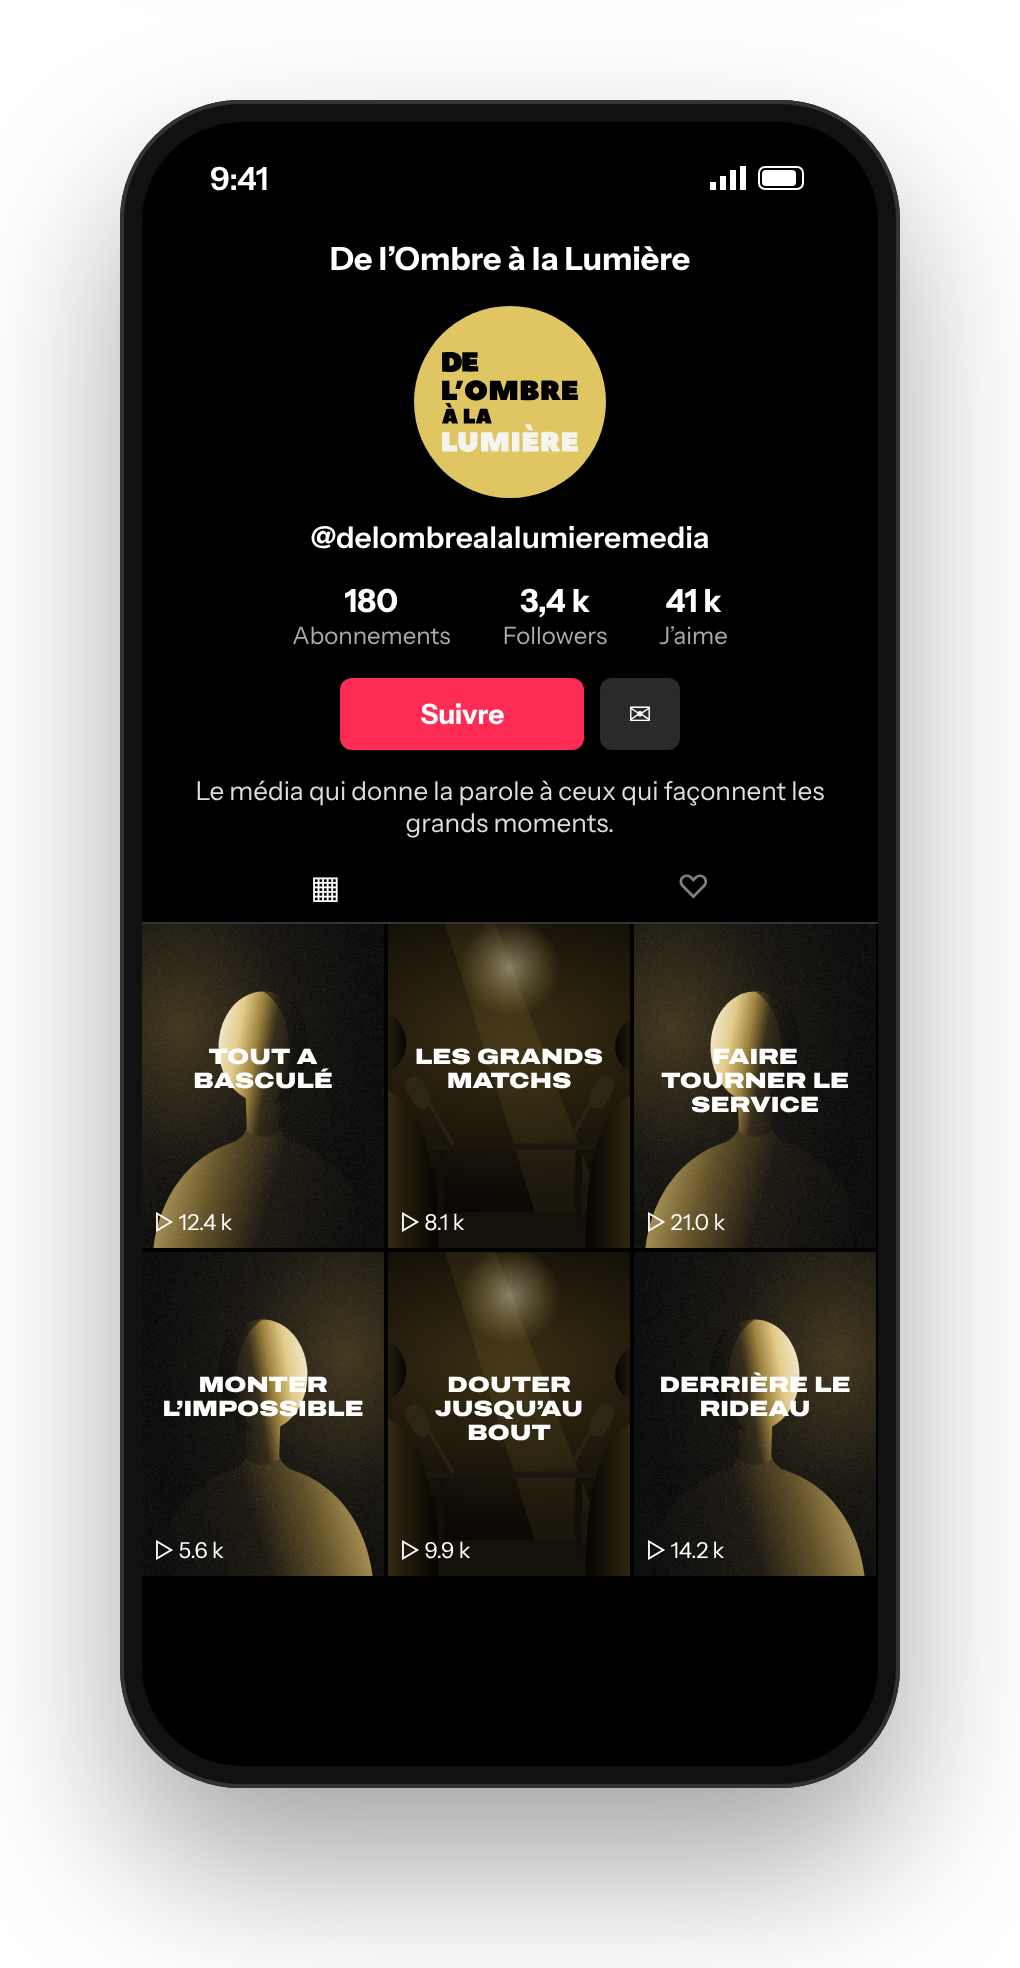 9:41
De l’Ombre à la Lumière
DE
L’OMBRE
À LA
LUMIÈRE
@delombrealalumieremedia
180 3,4 k 41 k
Abonnements Followers J’aime
Suivre
Le média qui donne la parole à ceux qui façonnent les
grands moments.
TOUT A
BASCULÉ
12.4 k
LES GRANDS
MATCHS
8.1 k
FAIRE
TOURNER LE
SERVICE
21.0 k
MONTER
L’IMPOSSIBLE
5.6 k
DOUTER
JUSQU’AU
BOUT
9.9 k
DERRIÈRE LE
RIDEAU
14.2 k